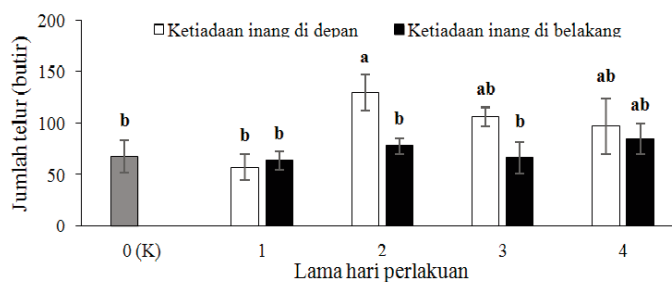 Ketiadaan inang di depan Ketiadaan inang di belakang
Jumlah telur (butir)
200
150
100
50
0
b
b b
a b
ab b
ab ab
0 (K) 1 2 3 4
Lama hari perlakuan